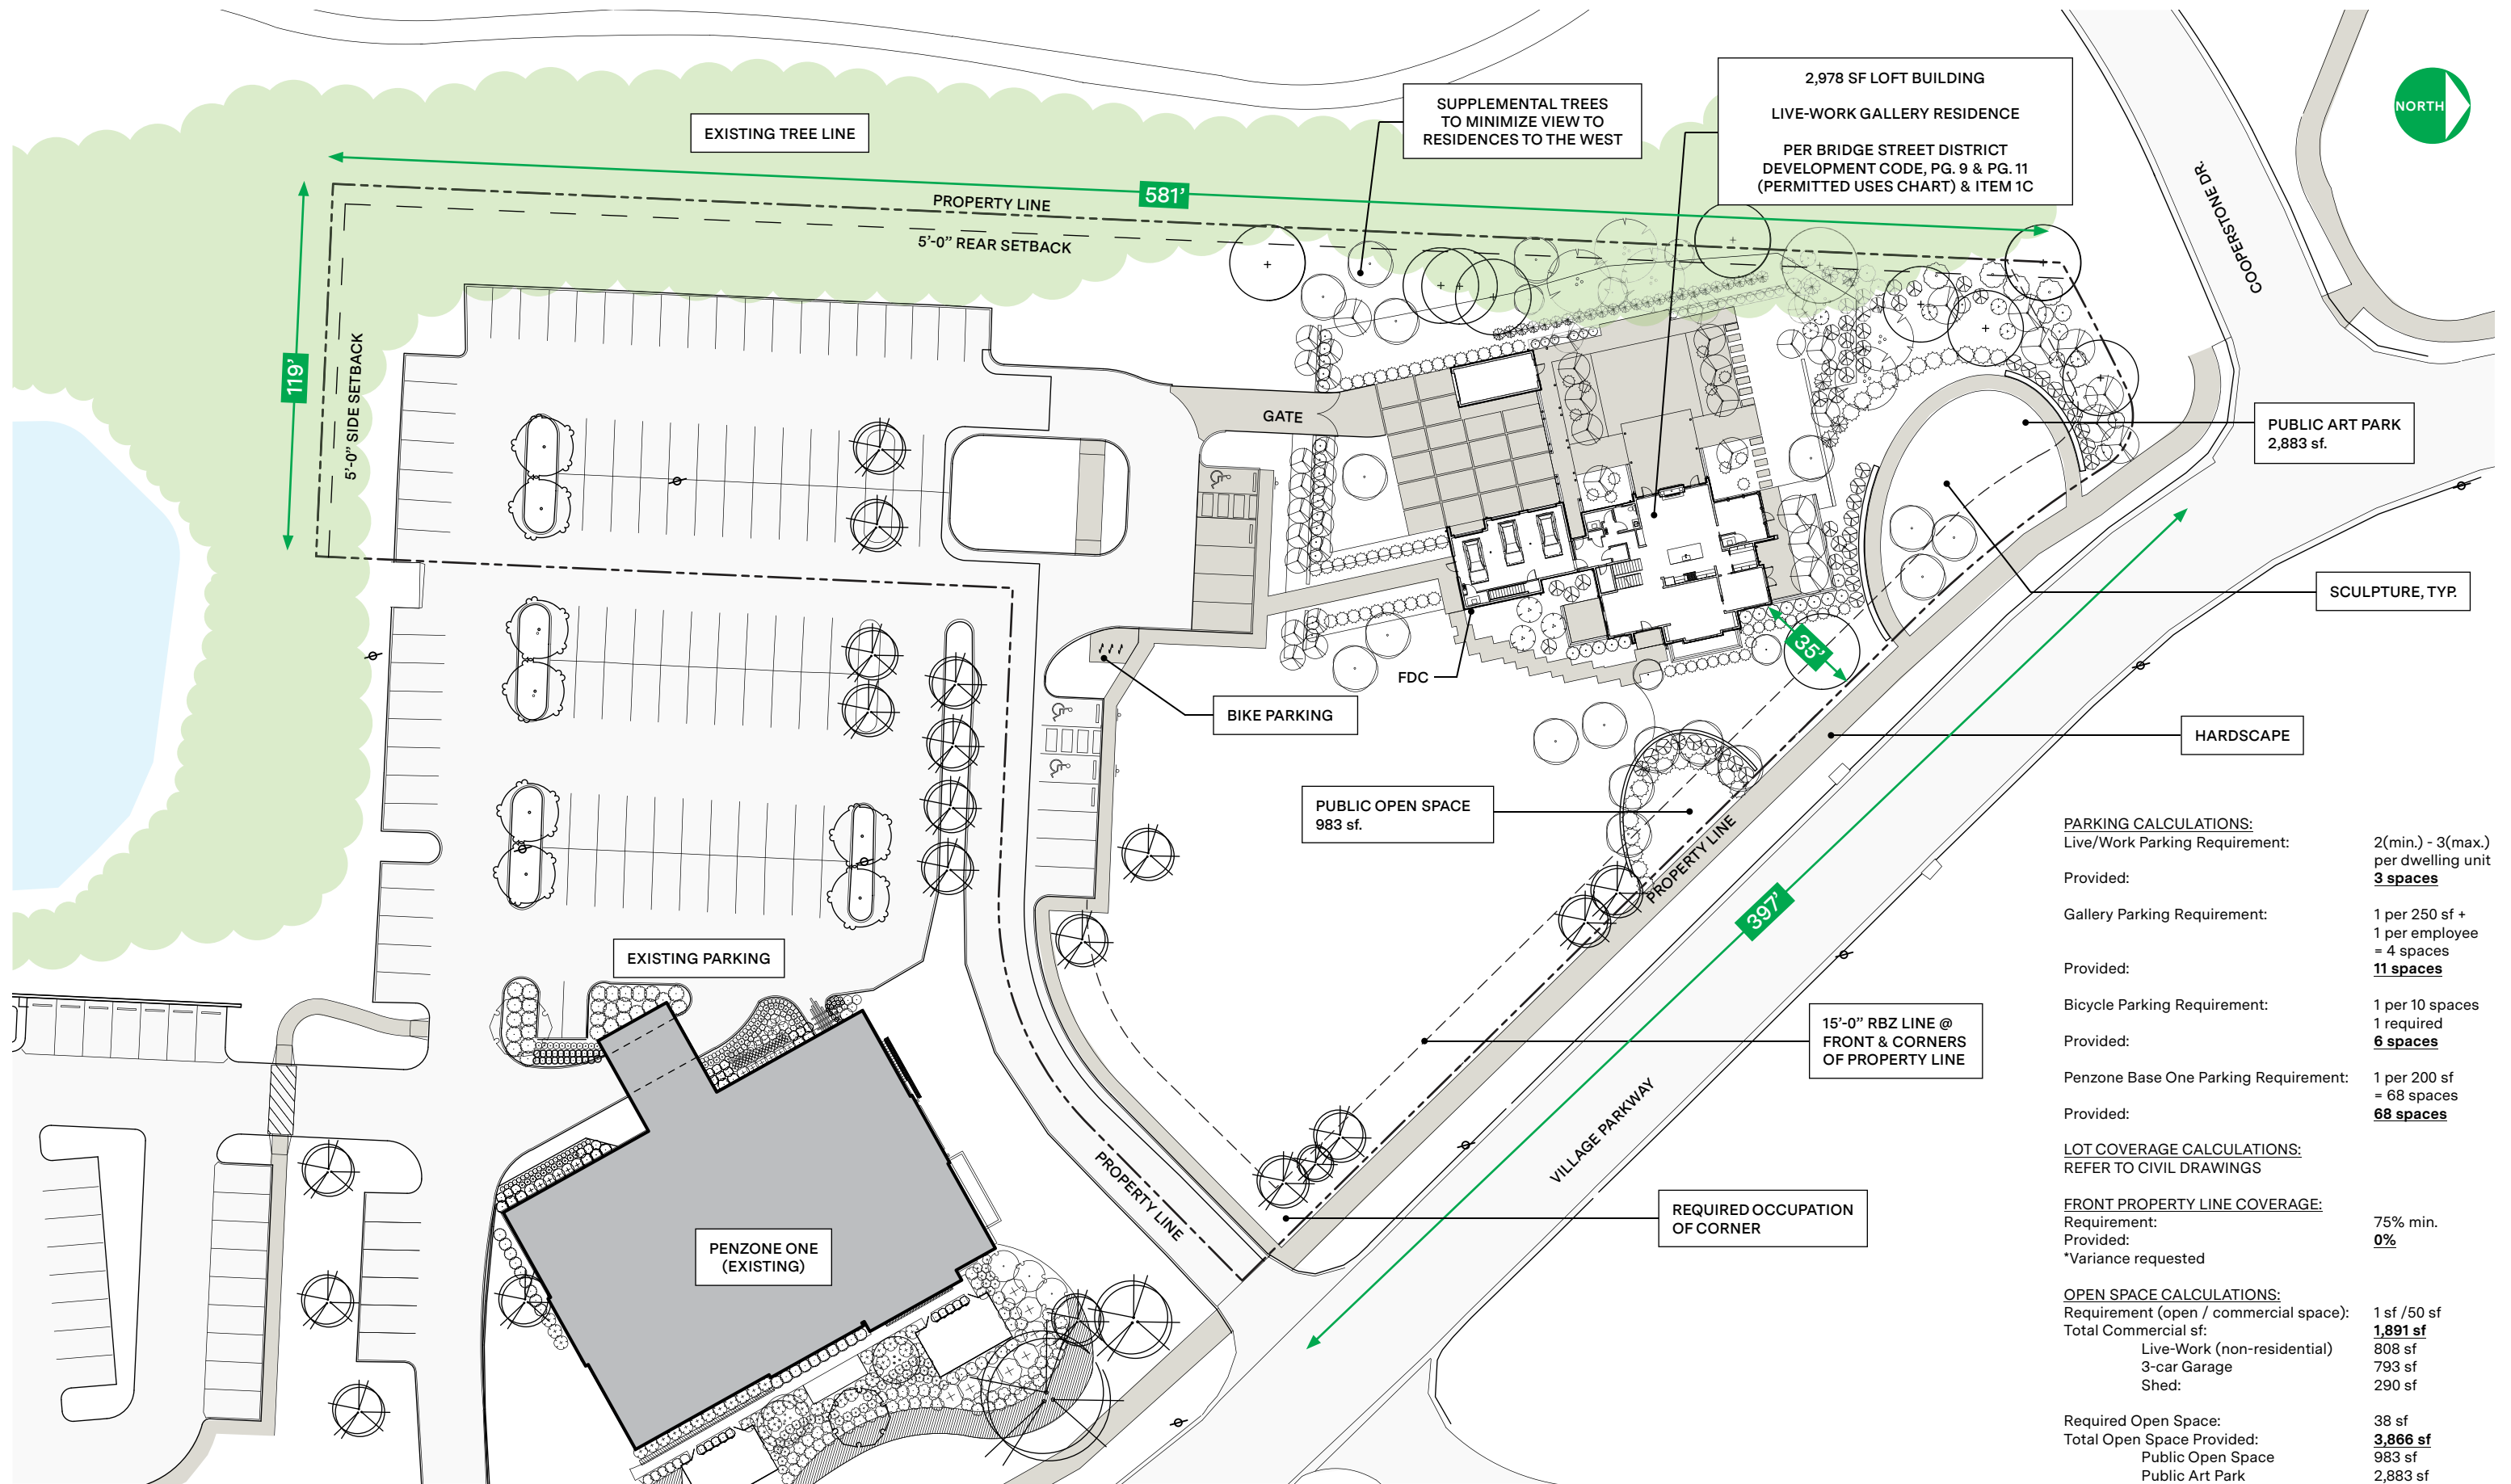 2,978 SF LOFT BUILDING
LIVE-WORK GALLERY RESIDENCE
PER BRIDGE STREET DISTRICT
DEVELOPMENT CODE, PG. 9 & PG. 11
(PERMITTED USES CHART) & ITEM 1C
NORTH
SUPPLEMENTAL TREES
TO MINIMIZE VIEW TO
RESIDENCES TO THE WEST
EXISTING TREE LINE
COOPERSTONE DR.
581’
PROPERTY LINE
5’-0” REAR SETBACK
119’
5’-0” SIDE SETBACK
GATE
PUBLIC ART PARK
2,883 sf.
SCULPTURE, TYP.
35’
FDC
BIKE PARKING
HARDSCAPE
PUBLIC OPEN SPACE
983 sf.
PROPERTY LINE
397’
EXISTING PARKING
15’-0” RBZ LINE @
FRONT & CORNERS
OF PROPERTY LINE
VILLAGE PARKWAY
PROPERTY LINE
REQUIRED OCCUPATION
OF CORNER
PENZONE ONE
(EXISTING)
PARKING CALCULATIONS:
Live/Work Parking Requirement: 2(min.) - 3(max.)
per dwelling unit
Provided: 3 spaces
Gallery Parking Requirement: 1 per 250 sf +
1 per employee
= 4 spaces
Provided: 11 spaces
Bicycle Parking Requirement: 1 per 10 spaces
1 required
Provided: 6 spaces
Penzone Base One Parking Requirement: 1 per 200 sf
= 68 spaces
Provided: 68 spaces
LOT COVERAGE CALCULATIONS:
REFER TO CIVIL DRAWINGS
FRONT PROPERTY LINE COVERAGE:
Requirement: 75% min.
Provided: 0%
*Variance requested
OPEN SPACE CALCULATIONS:
Requirement (open / commercial space): 1 sf /50 sf
Total Commercial sf: 1,891 sf
Live-Work (non-residential) 808 sf
3-car Garage 793 sf
Shed: 290 sf
Required Open Space: 38 sf
Total Open Space Provided: 3,866 sf
Public Open Space 983 sf
Public Art Park 2,883 sf